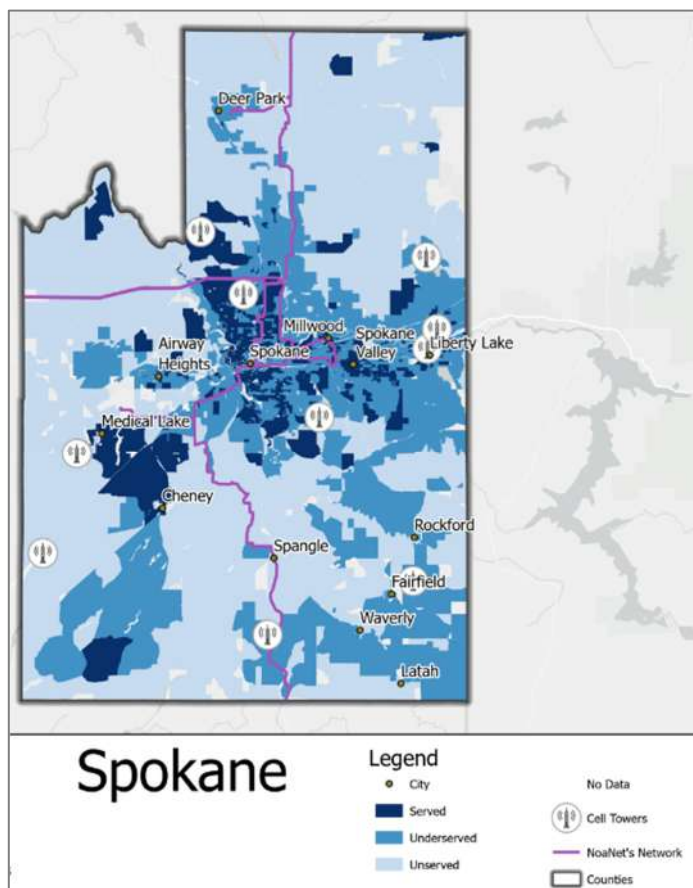 Deer Park
Millwood
Airway
Heights
Spokane
Spokane
Valley
Liberty Lake
Medical Lake
Cheney
Rockford
Spangle
Fairfield
Waverly
Latah
Spokane
Legend
City
Served
Underserved
Unserved
No Data
Cell Towers
NoaNet's Network
Counties